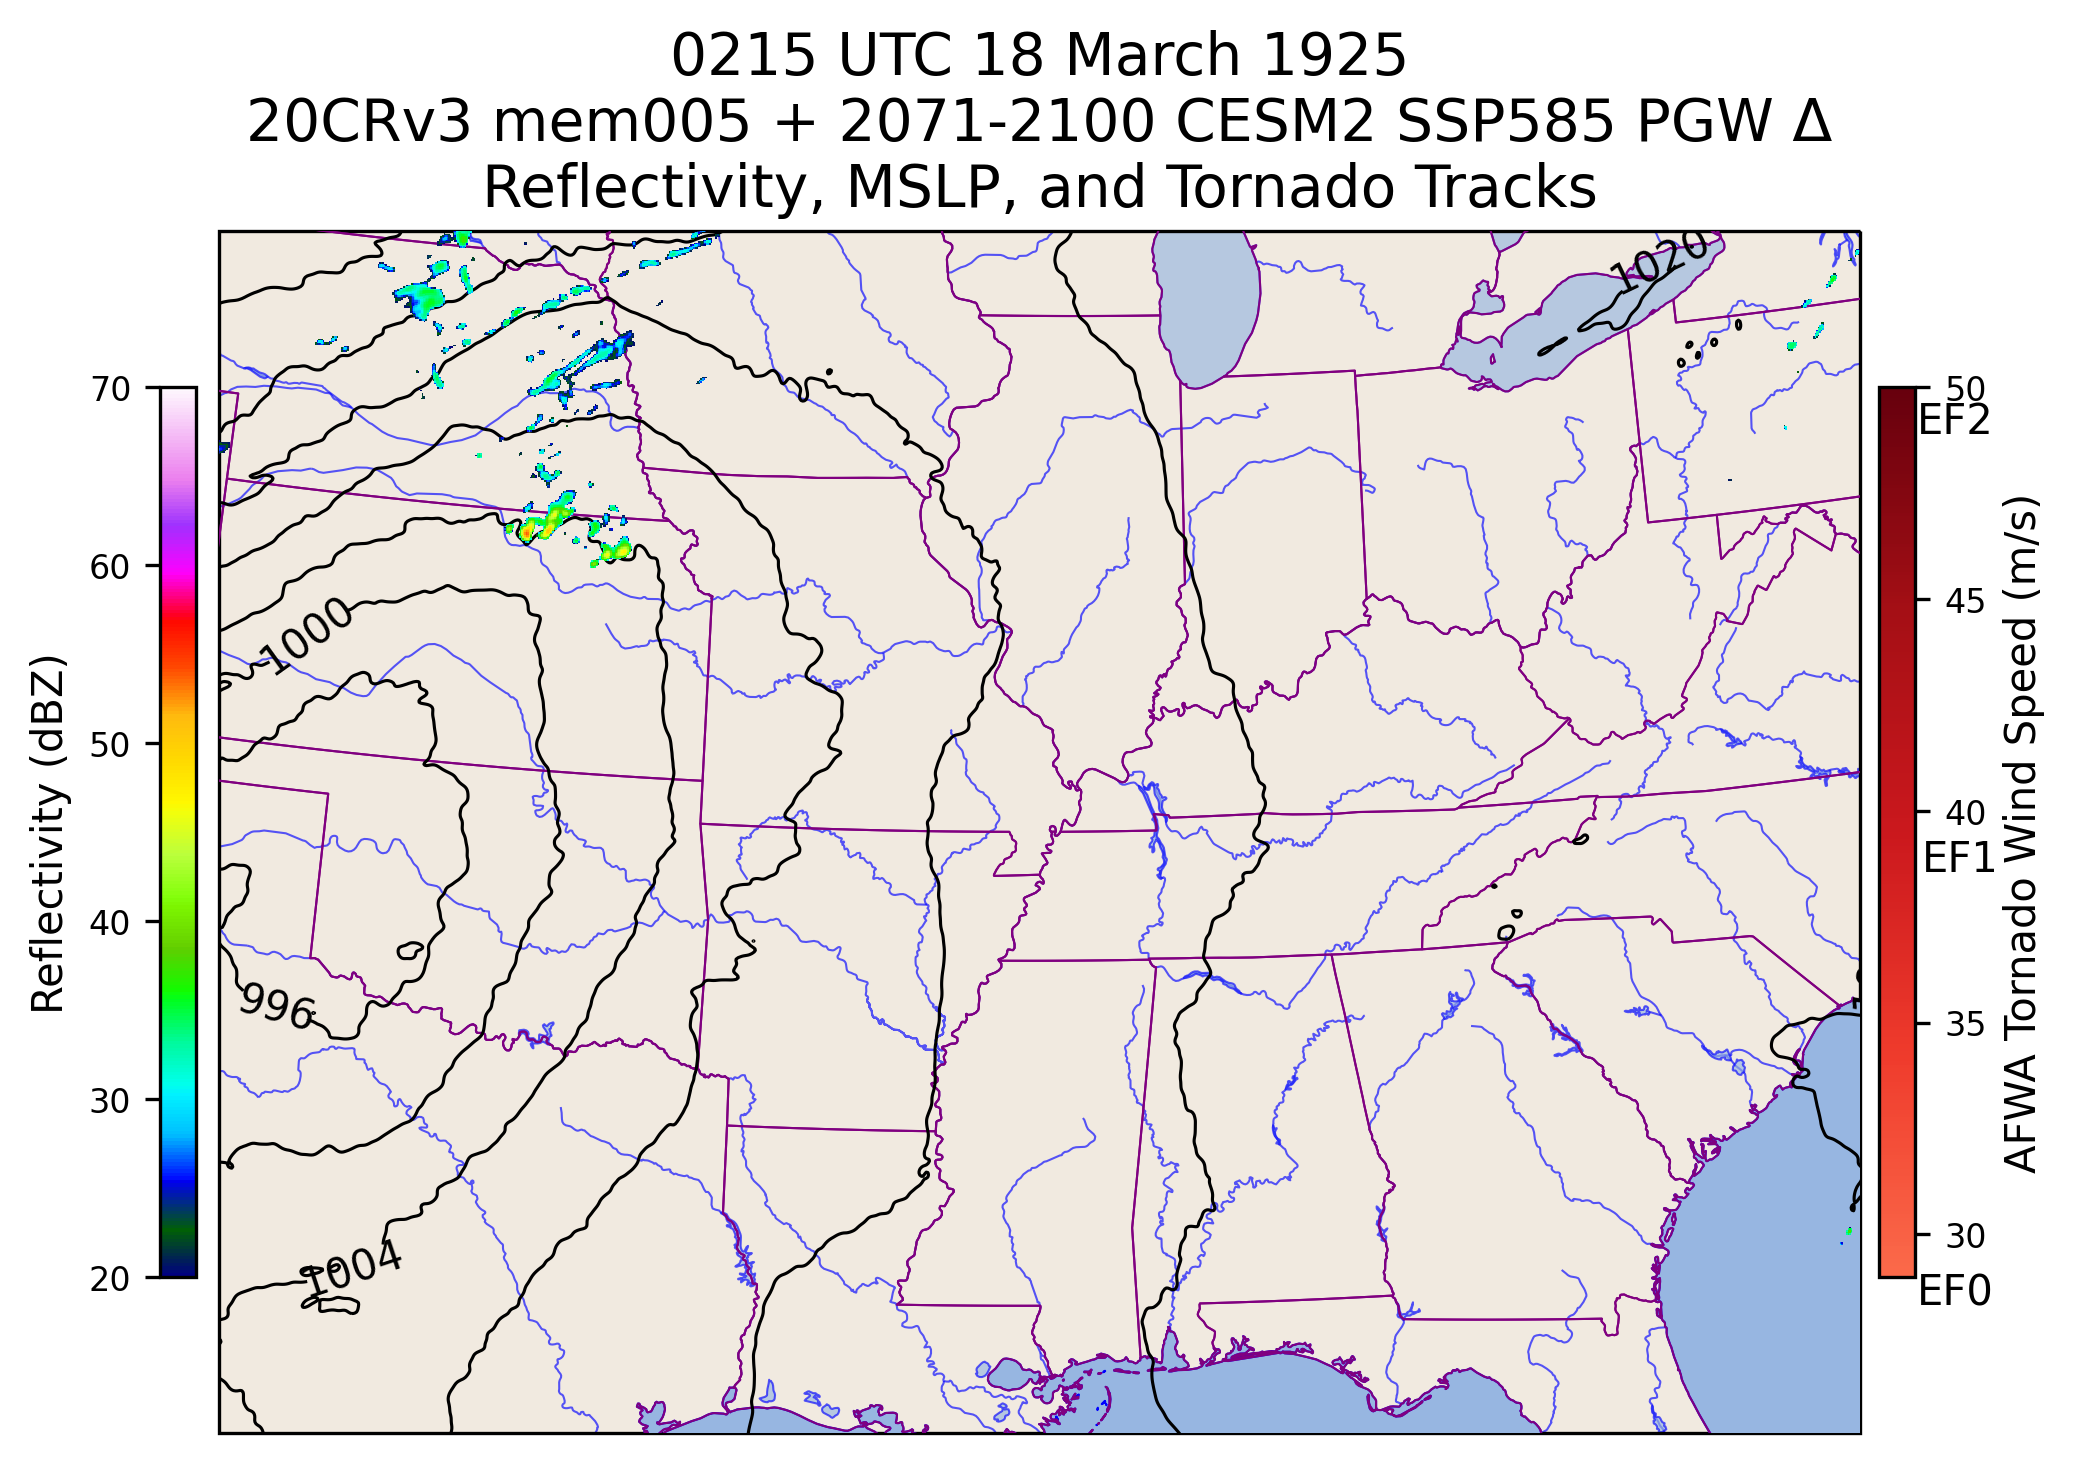 0215 UTC 18 March 1925
20CRv3 mem005 + 2071-2100 CESM2 SSP585 PGW Δ
Reflectivity, MSLP, and Tornado Tracks
1020
1000
996
1004
70
60
50
40
30
20
Reflectivity (dBZ)
50
EF2
45
40
EF1
35
30
EF0
AFWA Tornado Wind Speed (m/s)